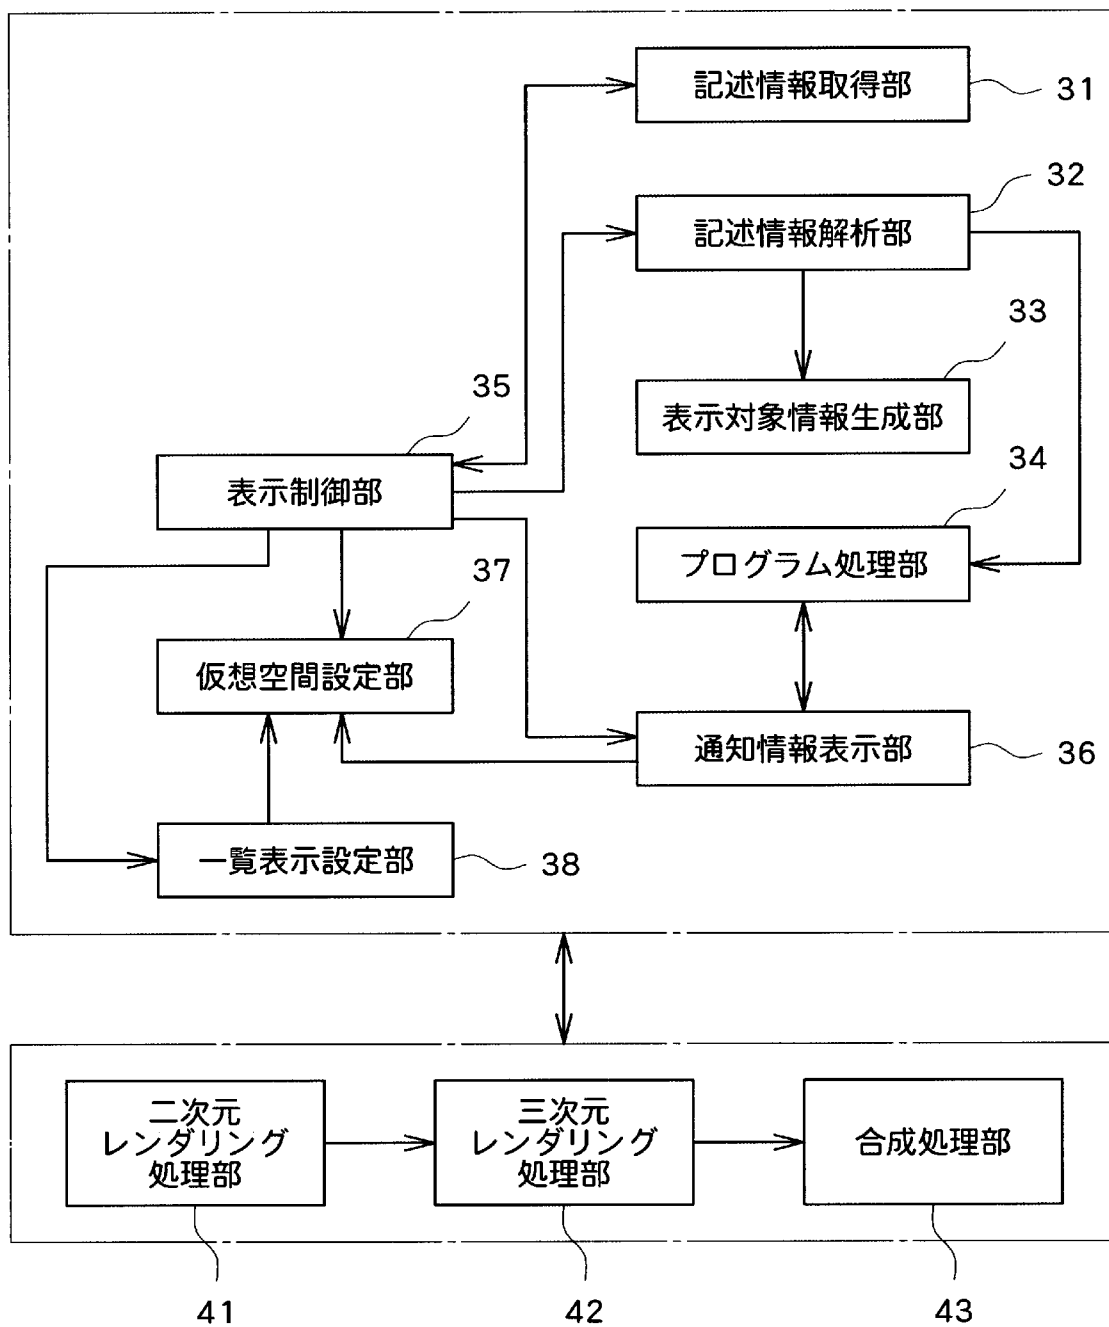 記述情報取得部
31
32
記述情報解析部
33
表示対象情報生成部
35
表示制御部
34
プログラム処理部
37
仮想空間設定部
通知情報表示部
36
一覧表示設定部
38
二次元
レンダリング
処理部
三次元
レンダリング
処理部
合成処理部
41
42
43